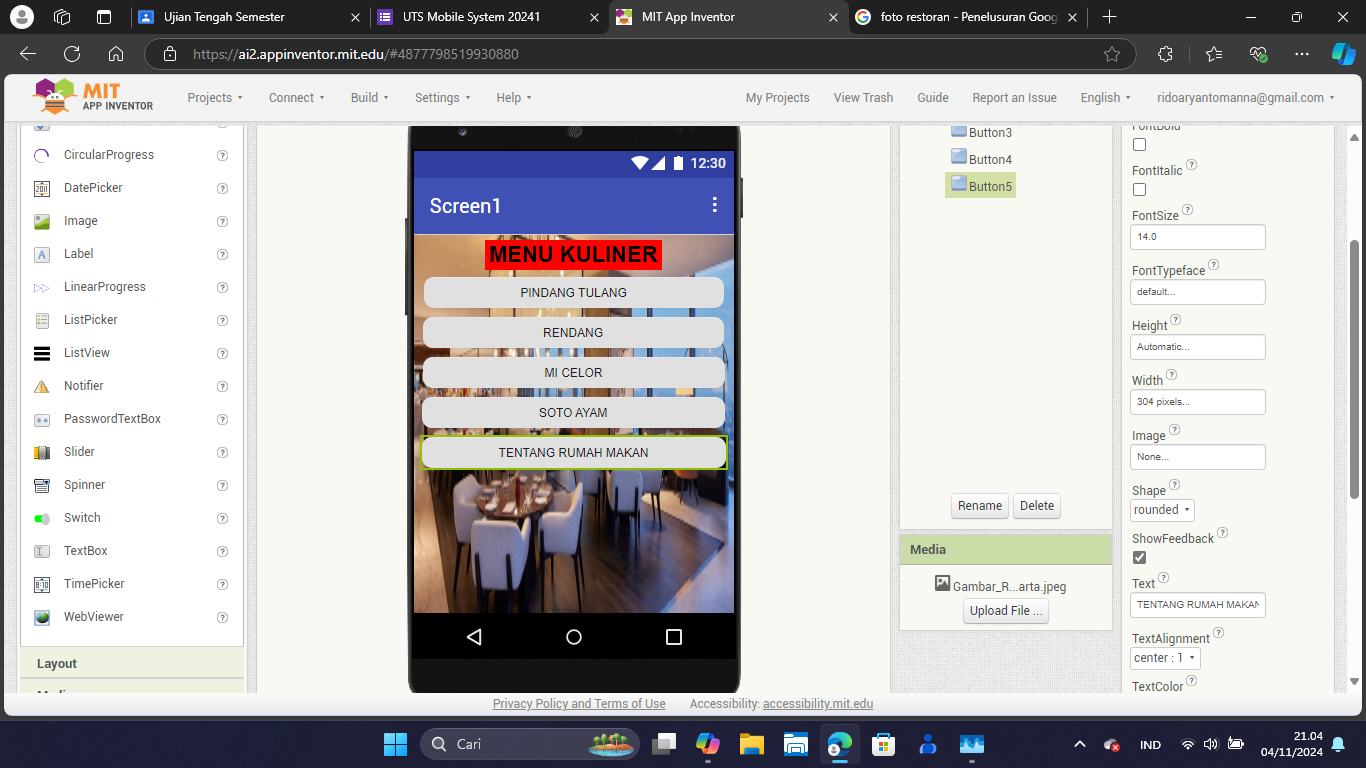 Ujian Tengah Semester
UTS Mobile System 20241
MIT App Inventor
foto restoran - Penelusuran Goog
https://ai2.appinventor.mit.edu/#4877798519930880
MIT
APP INVENTOR
Projects
Connect
Build
Settings
Help
My Projects
View Trash
Guide
Report an Issue
English
ridoaryantomanna@gmail.com
CircularProgress
DatePicker
Image
Label
LinearProgress
ListPicker
ListView
Notifier
PasswordTextBox
Slider
Spinner
Switch
TextBox
TimePicker
WebViewer
Layout
12:30
Screen1
MENU KULINER
PINDANG TULANG
RENDANG
MI CELOR
SOTO AYAM
TENTANG RUMAH MAKAN
Button3
Button4
Button5
Rename
Delete
Media
Gambar_R...arta.jpeg
Upload File ...
FontBold
FontItalic
FontSize
14.0
FontTypeface
default...
Height
Automatic...
Width
304 pixels...
Image
None...
Shape
rounded
ShowFeedback
Text
TENTANG RUMAH MAKAN
TextAlignment
center : 1
TextColor
Privacy Policy and Terms of Use
Accessibility: accessibility.mit.edu
Cari
IND
21.04
04/11/2024